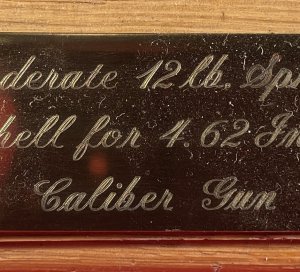 derate 12 lb. Sp
hell for 4.62 In
Caliber Gun